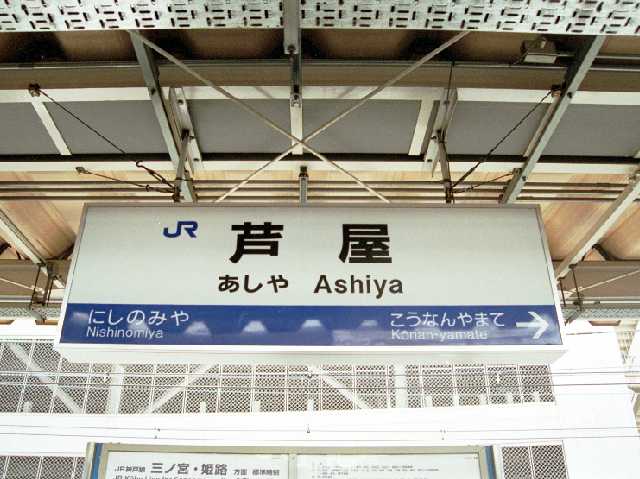 JR 芦屋
あしや Ashiya
にしのみや こうなんやまて
Nishinomiya Kōnan-yamate
JR神戸線 三ノ宮・姫路 方面